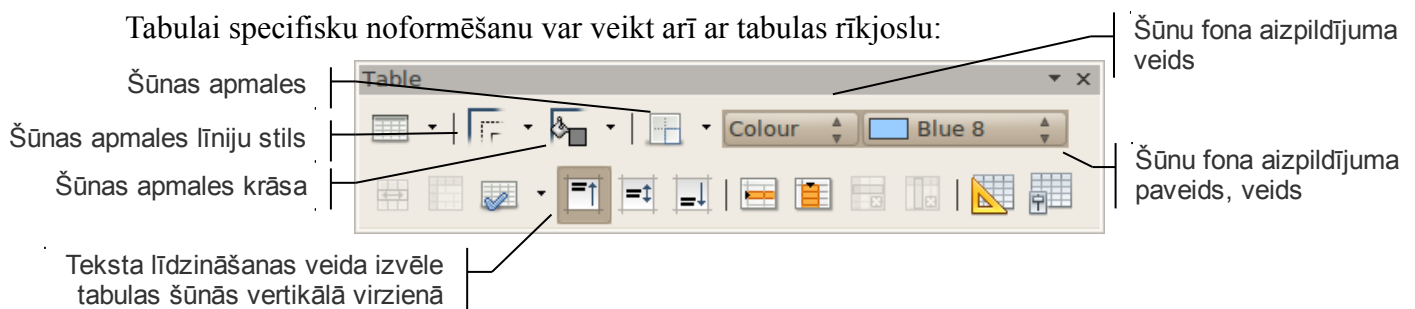 Tabulai specifisku noformēšanu var veikt arī ar tabulas rīkjoslu:
Šūnu fona aizpildījuma
veids
Šūnas apmales
Table
Šūnas apmales līniju stils
Colour
Blue 8
Šūnu fona aizpildījuma
paveids, veids
Šūnas apmales krāsa
Teksta līdzināšanas veida izvēle
tabulas šūnās vertikālā virzienā